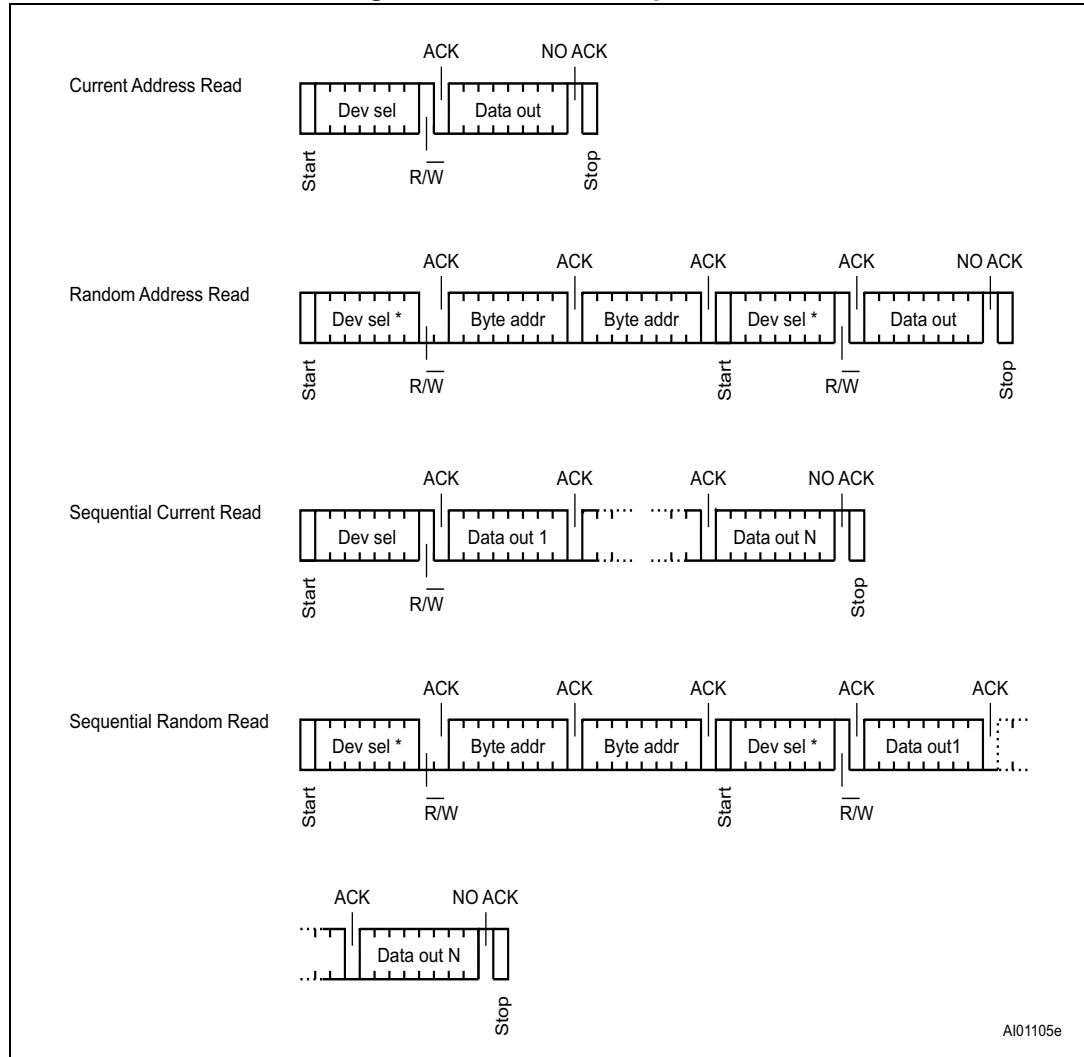 ACK NO ACK
Current Address Read
Dev sel Data out
Start R/W Stop
ACK ACK ACK ACK NO ACK
Random Address Read
Dev sel * Byte addr Byte addr Dev sel * Data out
Start R/W Start R/W Stop
ACK ACK ACK NO ACK
Sequential Current Read
Dev sel Data out 1 Data out N
Start R/W Stop
ACK ACK ACK ACK ACK
Sequential Random Read
Dev sel * Byte addr Byte addr Dev sel * Data out1
Start R/W Start R/W
ACK NO ACK
Data out N
Stop
AI01105e